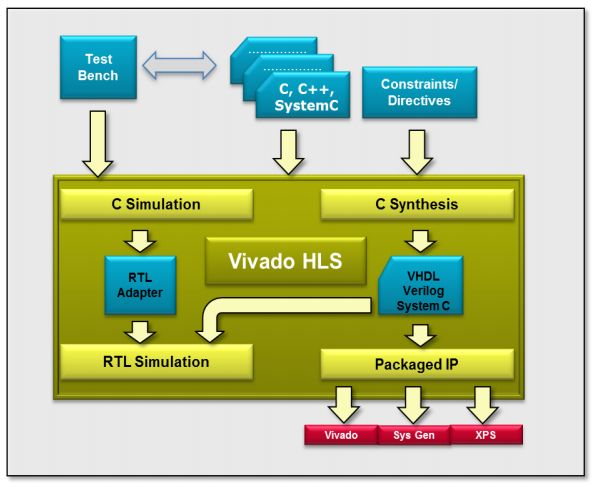 Test
Bench
...............
...............
C, C++,
SystemC
Constraints/
Directives
C Simulation
C Synthesis
Vivado HLS
RTL
Adapter
VHDL
Verilog
System C
RTL Simulation
Packaged IP
Vivado
Sys Gen
XPS